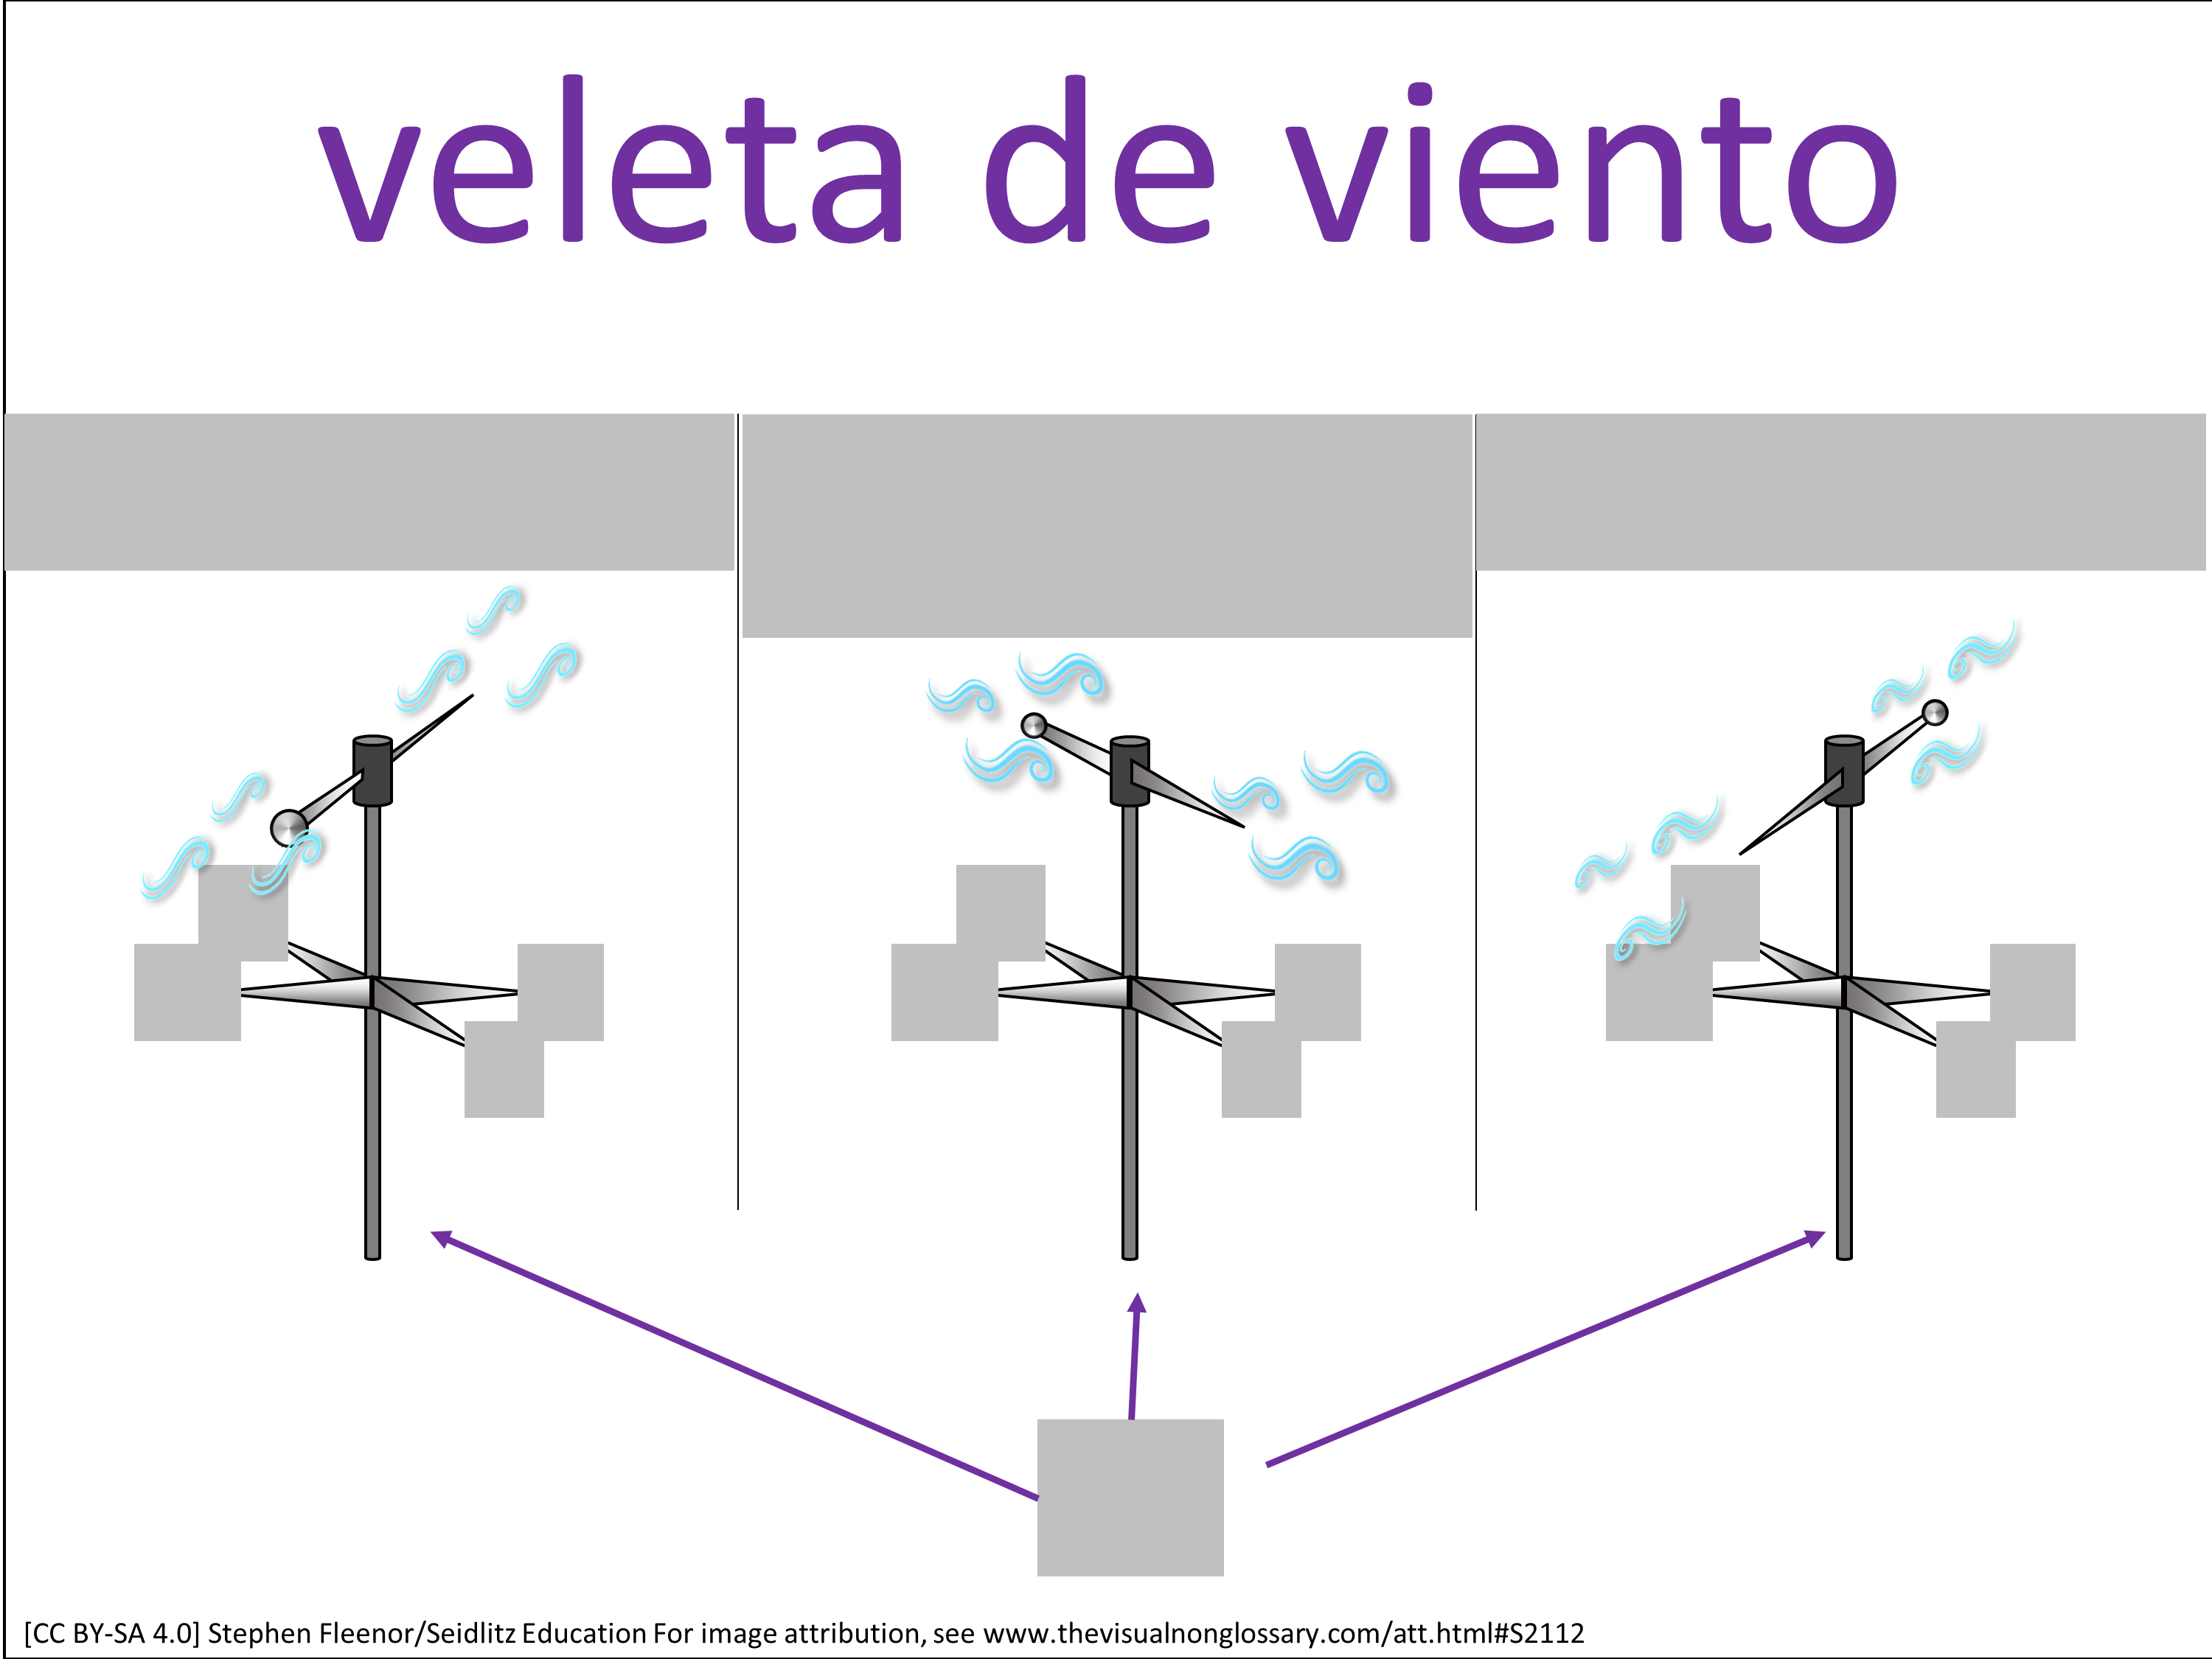 veleta de viento
[CC BY-SA 4.0] Stephen Fleenor/Seidlitz Education For image attribution, see www.thevisualnonglossary.com/att.html#S2112